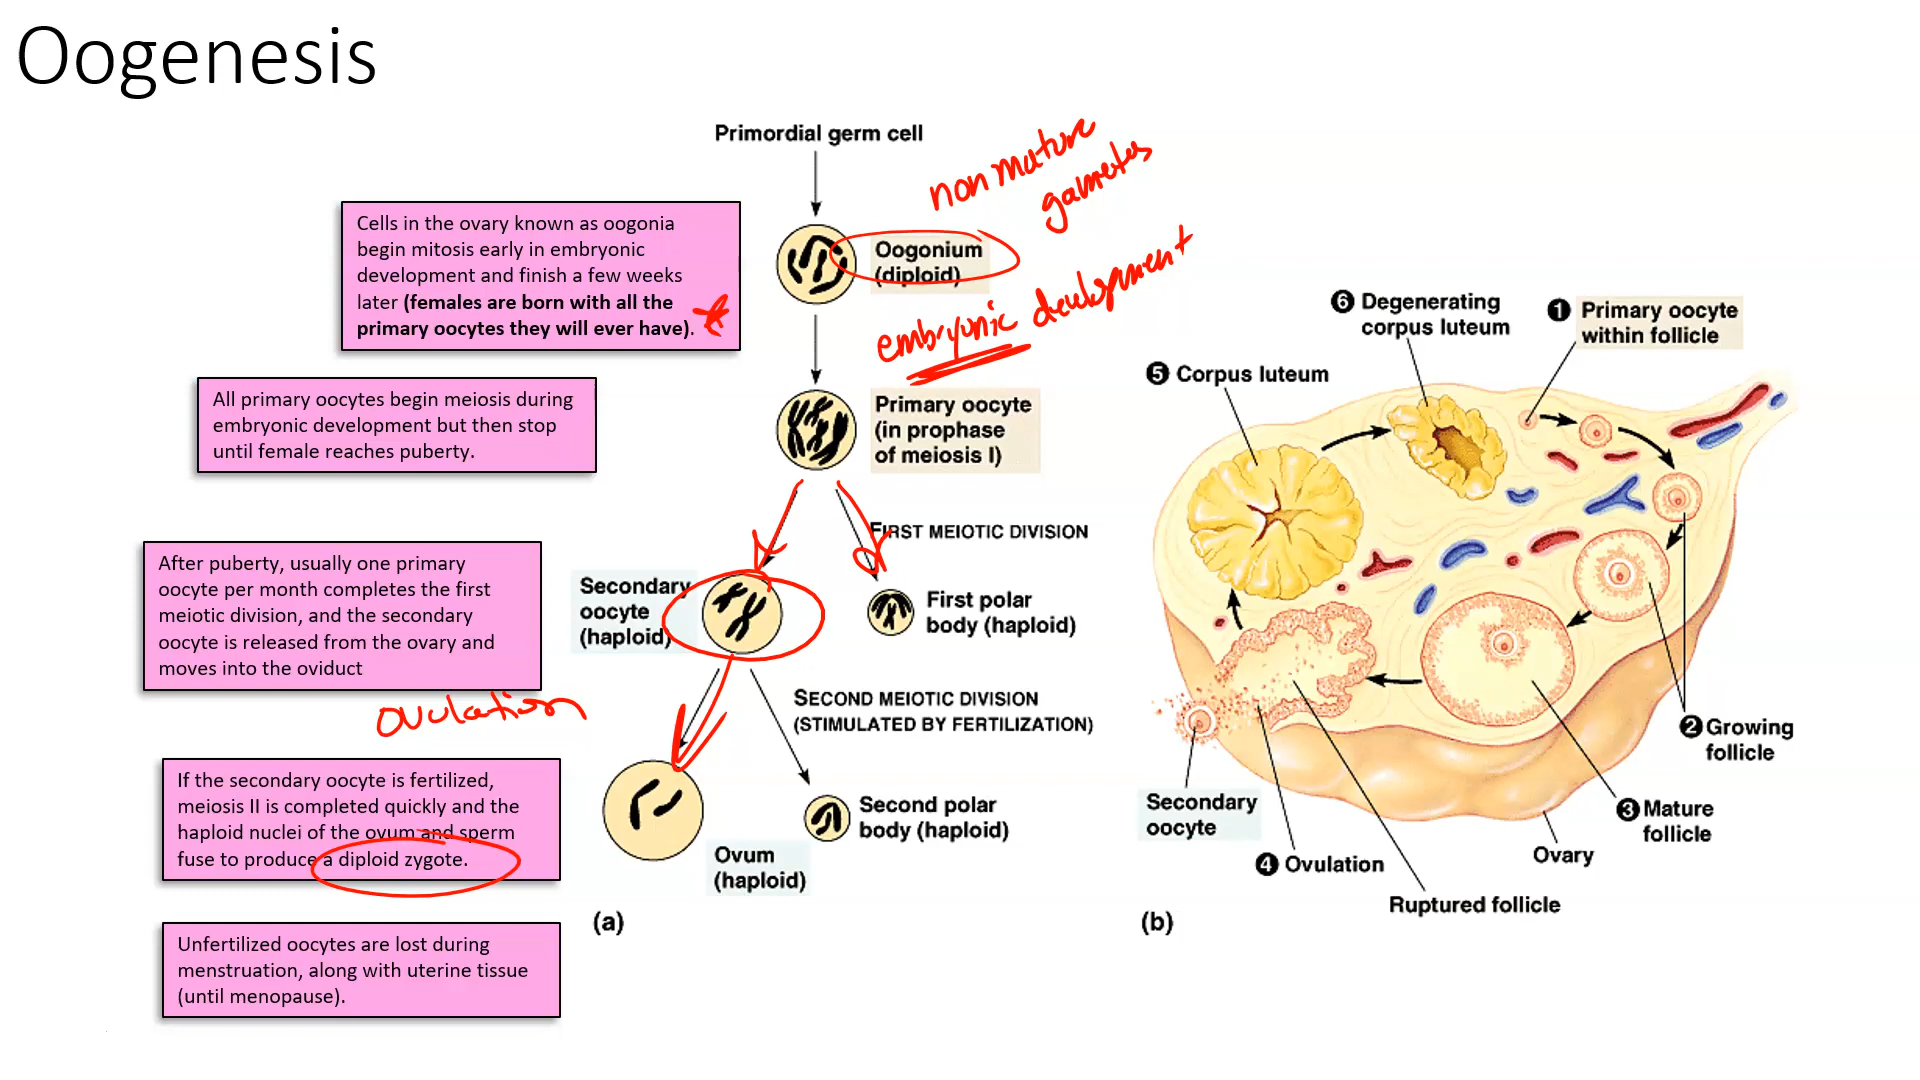 Oogenesis
Primordial germ cell
non mature
gametes
Cells in the ovary known as oogonia
begin mitosis early in embryonic
development and finish a few weeks
later (females are born with all the
primary oocytes they will ever have).
Oogonium
(diploid)
embryonic development
All primary oocytes begin meiosis during
embryonic development but then stop
until female reaches puberty.
Primary oocyte
(in prophase
of meiosis I)
FIRST MEIOTIC DIVISION
After puberty, usually one primary
oocyte per month completes the first
meiotic division, and the secondary
oocyte is released from the ovary and
moves into the oviduct
ovulation
Secondary
oocyte
(haploid)
First polar
body (haploid)
SECOND MEIOTIC DIVISION
(STIMULATED BY FERTILIZATION)
If the secondary oocyte is fertilized,
meiosis II is completed quickly and the
haploid nuclei of the ovum and sperm
fuse to produce a diploid zygote.
Second polar
body (haploid)
Ovum
(haploid)
Unfertilized oocytes are lost during
menstruation, along with uterine tissue
(until menopause).
(a)
6 Degenerating
corpus luteum
1 Primary oocyte
within follicle
5 Corpus luteum
2 Growing
follicle
3 Mature
follicle
Secondary
oocyte
4 Ovulation
Ovary
Ruptured follicle
(b)